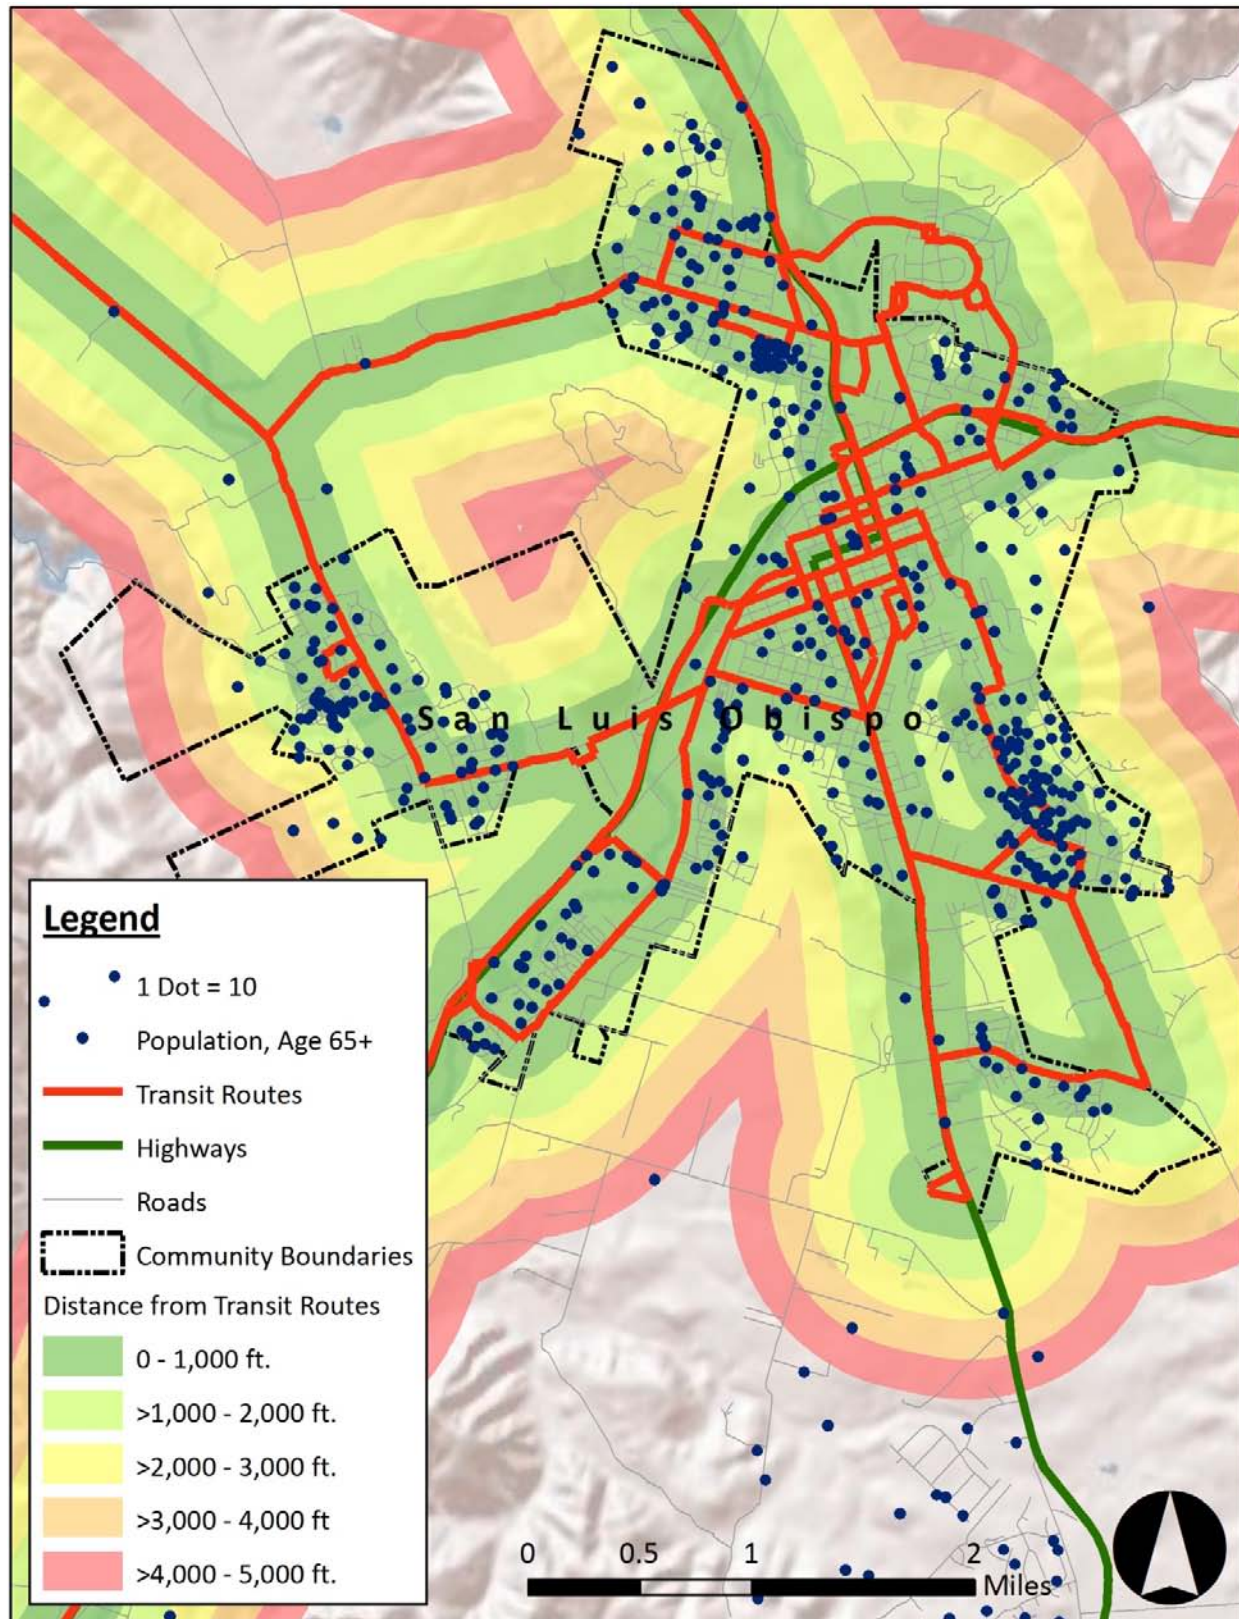 San Luis Obispo
Legend
1 Dot = 10
Population, Age 65+
Transit Routes
Highways
Roads
Community Boundaries
Distance from Transit Routes
0 - 1,000 ft.
>1,000 - 2,000 ft.
>2,000 - 3,000 ft.
>3,000 - 4,000 ft
>4,000 - 5,000 ft.
0 0.5 1 2
Miles